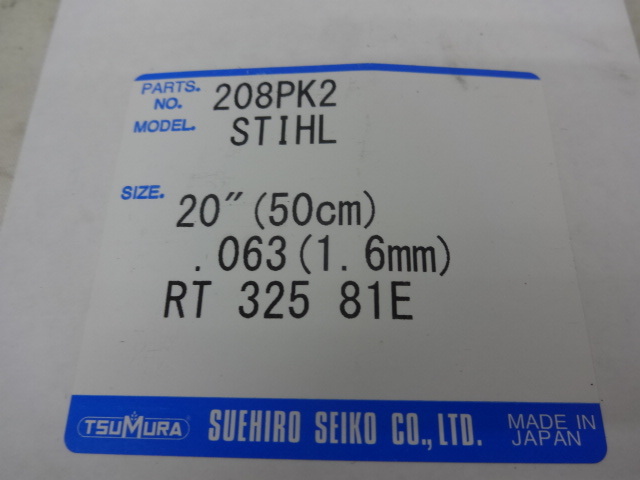 PARTS. NO. 208PK2
MODEL. STIHL
SIZE. 20″(50cm)
.063(1.6mm)
RT 325 81E
TSUMURA SUEHIRO SEIKO CO., LTD. MADE IN JAPAN